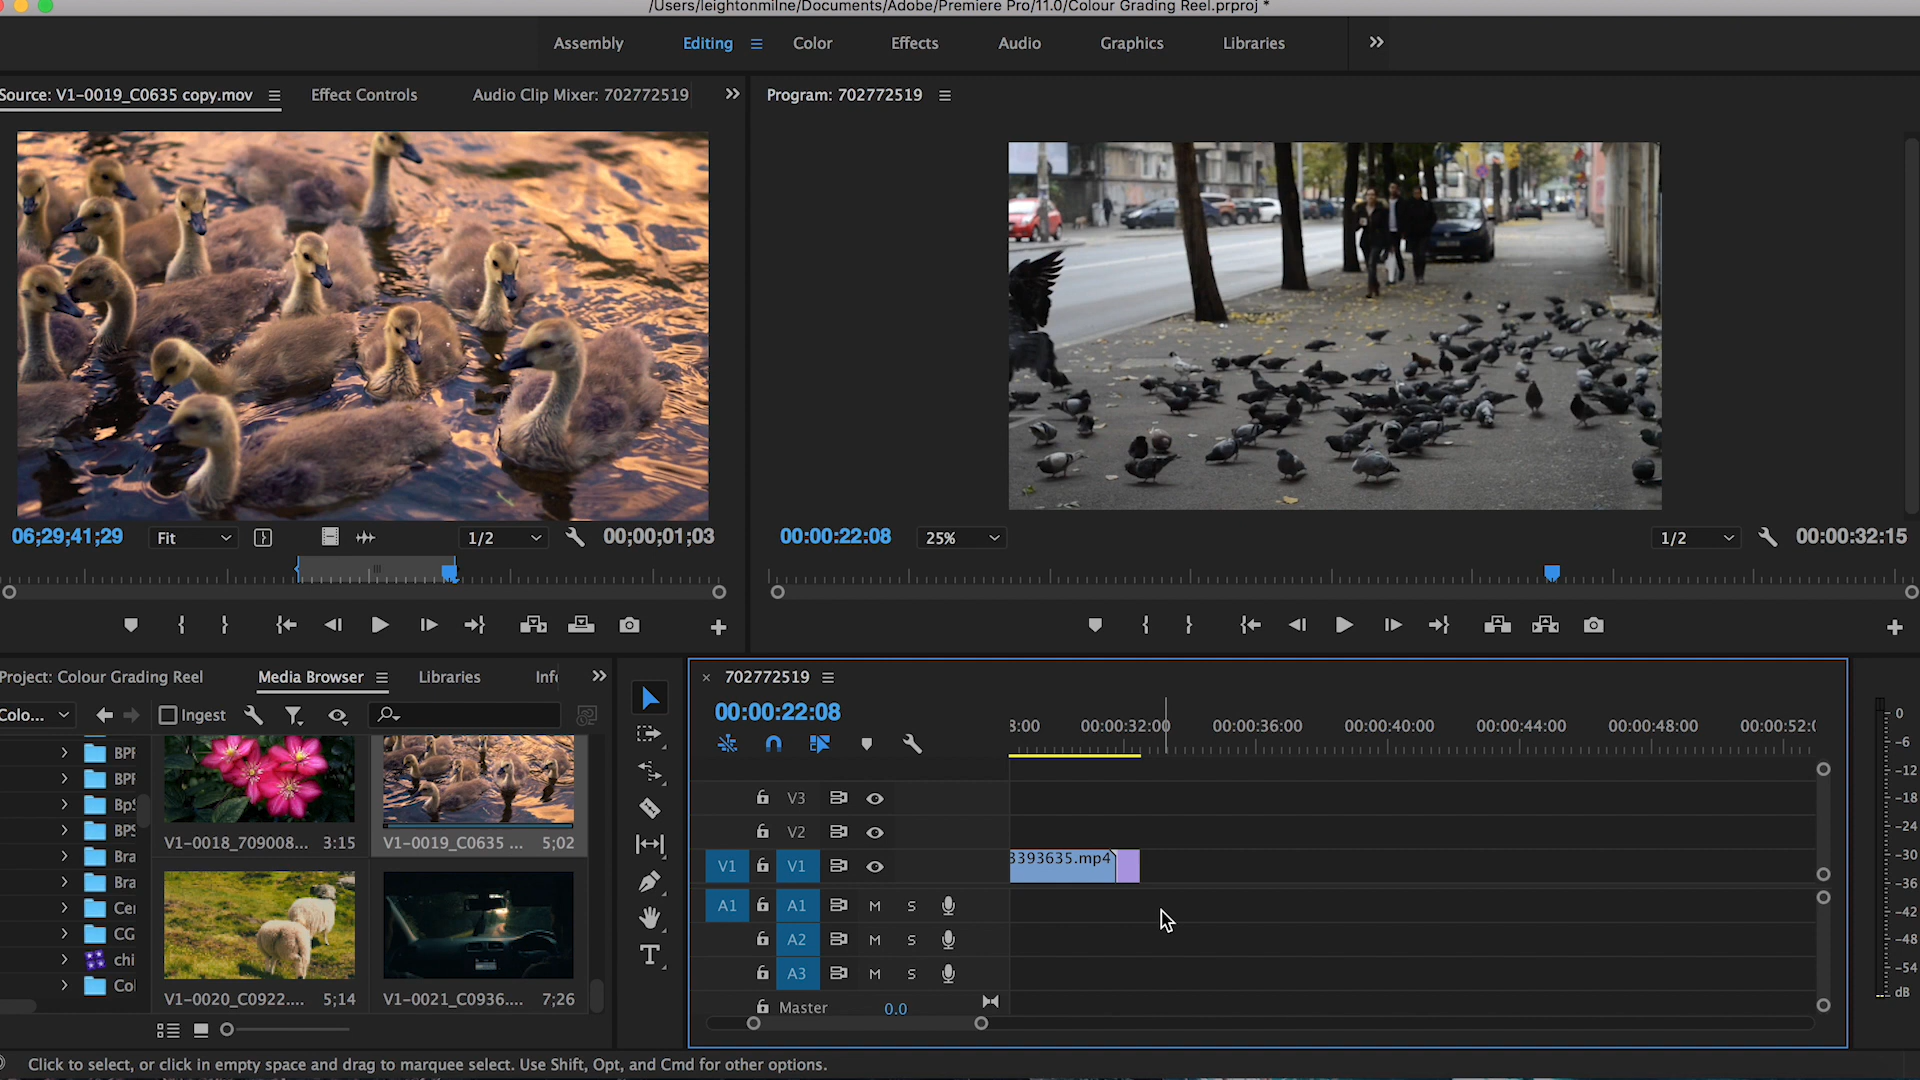 /Users/leightonmilne/Documents/Adobe/Premiere Pro/11.0/Colour Grading Reel.prproj *
Assembly Editing Color Effects Audio Graphics Libraries
Source: V1-0019_C0635 copy.mov Effect Controls Audio Clip Mixer: 702772519
Program: 702772519
06;29;41;29 Fit 1/2 00;00;01;03
00:00:22:08 25% 1/2 00:00:32:15
Project: Colour Grading Reel Media Browser Libraries Inf
Colo... Ingest
BPF
BPF
BpS
BPS
Bra
Bra
Cer
CG
chi
Col
V1-0018_709008... 3:15
V1-0019_C0635 ... 5;02
V1-0020_C0922.... 5;14
V1-0021_C0936.... 7;26
702772519
00:00:22:08
8:00 00:00:32:00 00:00:36:00 00:00:40:00 00:00:44:00 00:00:48:00 00:00:52:0
V3
V2
V1 V1 3393635.mp4
A1 A1 M S
A2 M S
A3 M S
Master 0.0
0
-6
-12
-18
-24
-30
-36
-42
-48
-54
dB
Click to select, or click in empty space and drag to marquee select. Use Shift, Opt, and Cmd for other options.